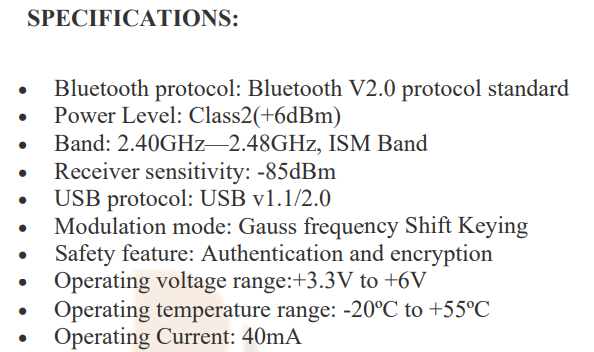 SPECIFICATIONS:
• Bluetooth protocol: Bluetooth V2.0 protocol standard
• Power Level: Class2(+6dBm)
• Band: 2.40GHz—2.48GHz, ISM Band
• Receiver sensitivity: -85dBm
• USB protocol: USB v1.1/2.0
• Modulation mode: Gauss frequency Shift Keying
• Safety feature: Authentication and encryption
• Operating voltage range:+3.3V to +6V
• Operating temperature range: -20ºC to +55ºC
• Operating Current: 40mA